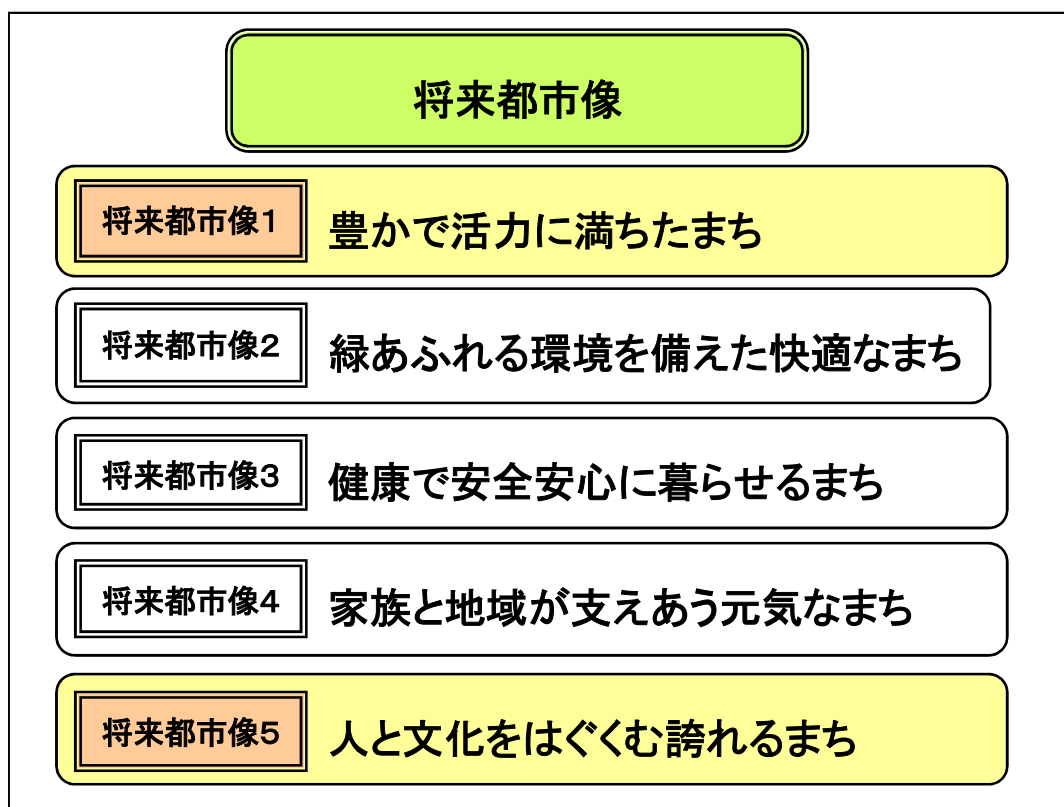 将来都市像
将来都市像１
豊かで活力に満ちたまち
将来都市像２
緑あふれる環境を備えた快適なまち
将来都市像３
健康で安全安心に暮らせるまち
将来都市像４
家族と地域が支えあう元気なまち
将来都市像５
人と文化をはぐくむ誇れるまち